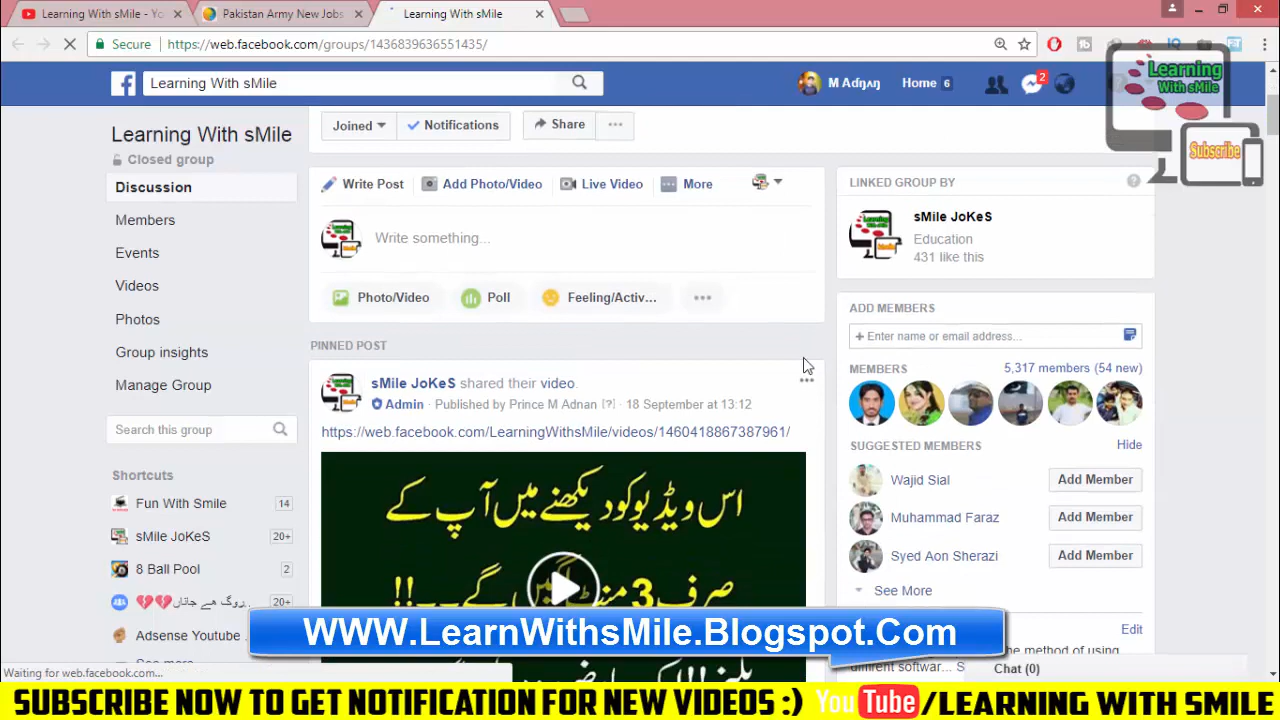 Learning With sMile - Yo
Pakistan Army New Jobs
Learning With sMile
Secure
https://web.facebook.com/groups/1436839636551435/
Learning With sMile
M Adnan
Home 6
2
Learning With sMile
Subscribe
Learning With sMile
Closed group
Discussion
Members
Events
Videos
Photos
Group insights
Manage Group
Search this group
Shortcuts
Fun With Smile 14
sMile JoKeS 20+
8 Ball Pool 2
روگ هے جاناں... 20+
Adsense Youtube
Joined
Notifications
Share
Write Post
Add Photo/Video
Live Video
More
Write something...
Photo/Video
Poll
Feeling/Activ...
PINNED POST
sMile JoKeS shared their video.
Admin · Published by Prince M Adnan [?] · 18 September at 13:12
https://web.facebook.com/LearningWithsMile/videos/1460418867387961/
اس ویڈیو کو دیکھنے میں آپ کے
صرف 3 منٹ لگیں گے۔۔!!
LINKED GROUP BY
sMile JoKeS
Education
431 like this
ADD MEMBERS
+ Enter name or email address...
MEMBERS
5,317 members (54 new)
SUGGESTED MEMBERS
Hide
Wajid Sial
Add Member
Muhammad Faraz
Add Member
Syed Aon Sherazi
Add Member
See More
Edit
Chat (0)
Waiting for web.facebook.com...
WWW.LearnWithsMile.Blogspot.Com
SUBSCRIBE NOW TO GET NOTIFICATION FOR NEW VIDEOS :) YouTube/LEARNING WITH SMILE